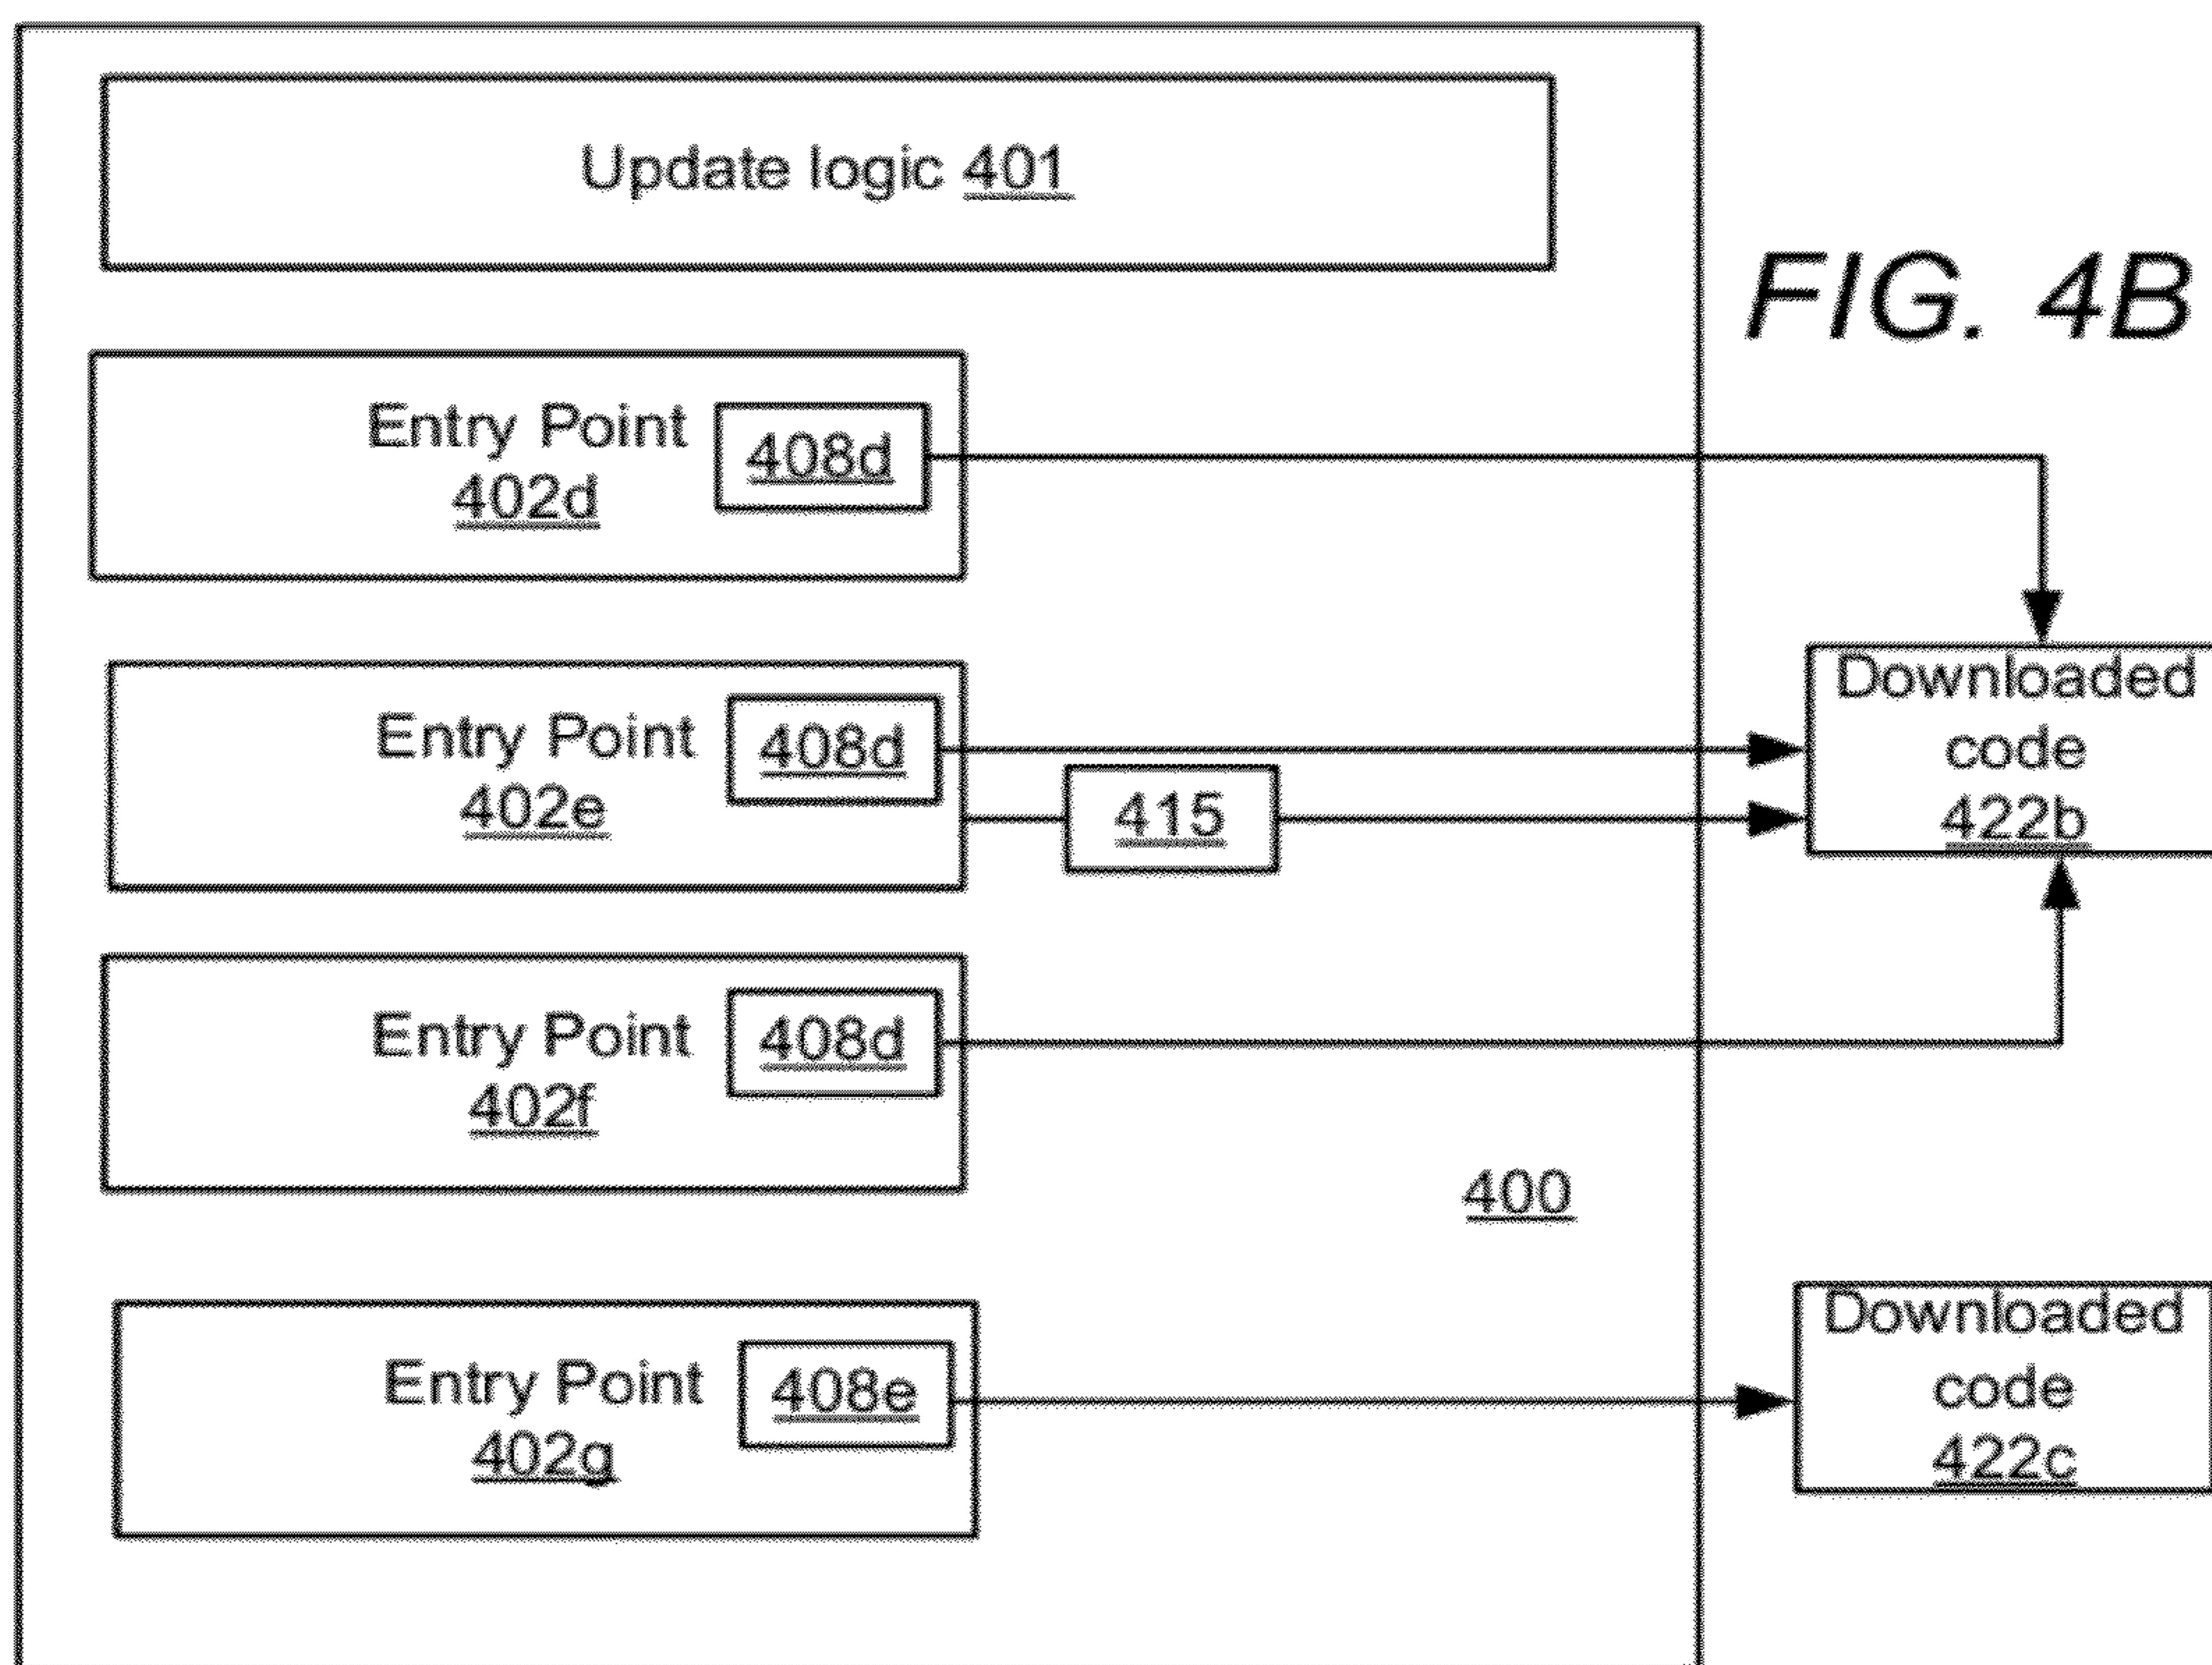 Update logic 401
FIG. 4B
Entry Point 408d
402d
Downloaded
code
422b
Entry Point 408d
402e
415
Entry Point 408d
402f
400
Downloaded
code
422c
Entry Point 408e
402g